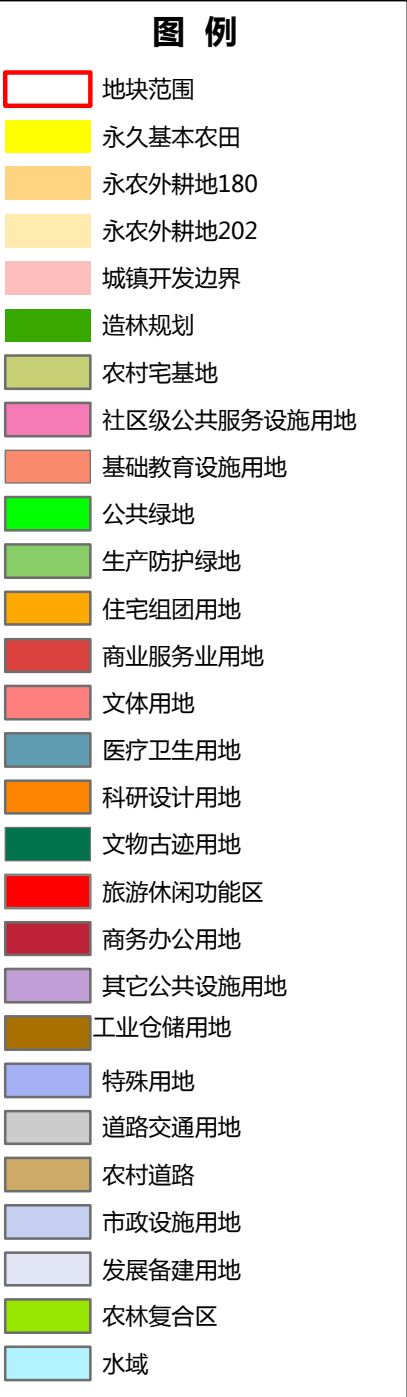 图 例
地块范围
永久基本农田
永农外耕地180
永农外耕地202
城镇开发边界
造林规划
农村宅基地
社区级公共服务设施用地
基础教育设施用地
公共绿地
生产防护绿地
住宅组团用地
商业服务业用地
文体用地
医疗卫生用地
科研设计用地
文物古迹用地
旅游休闲功能区
商务办公用地
其它公共设施用地
工业仓储用地
特殊用地
道路交通用地
农村道路
市政设施用地
发展备建用地
农林复合区
水域